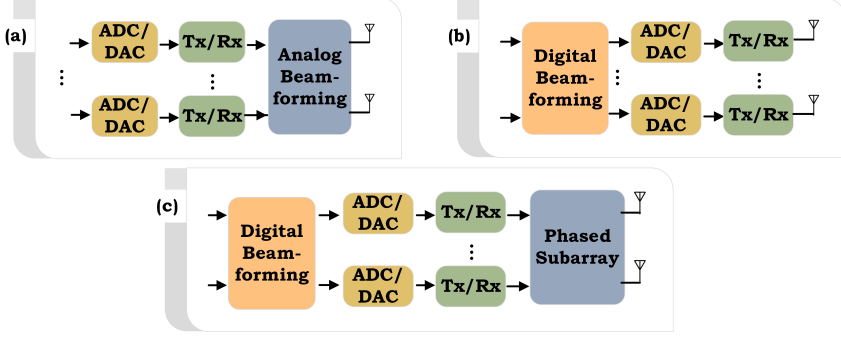 (a)
ADC/
DAC
Tx/Rx
Analog
Beam-
forming
ADC/
DAC
Tx/Rx
(b)
Digital
Beam-
forming
ADC/
DAC
Tx/Rx
ADC/
DAC
Tx/Rx
(c)
Digital
Beam-
forming
ADC/
DAC
Tx/Rx
Phased
Subarray
ADC/
DAC
Tx/Rx